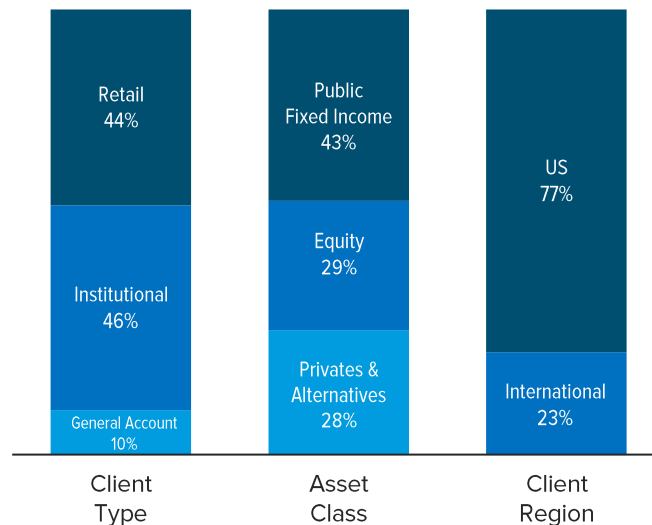 Retail
44%
Institutional
46%
General Account
10%
Client
Type
Public
Fixed Income
43%
Equity
29%
Privates &
Alternatives
28%
Asset
Class
US
77%
International
23%
Client
Region